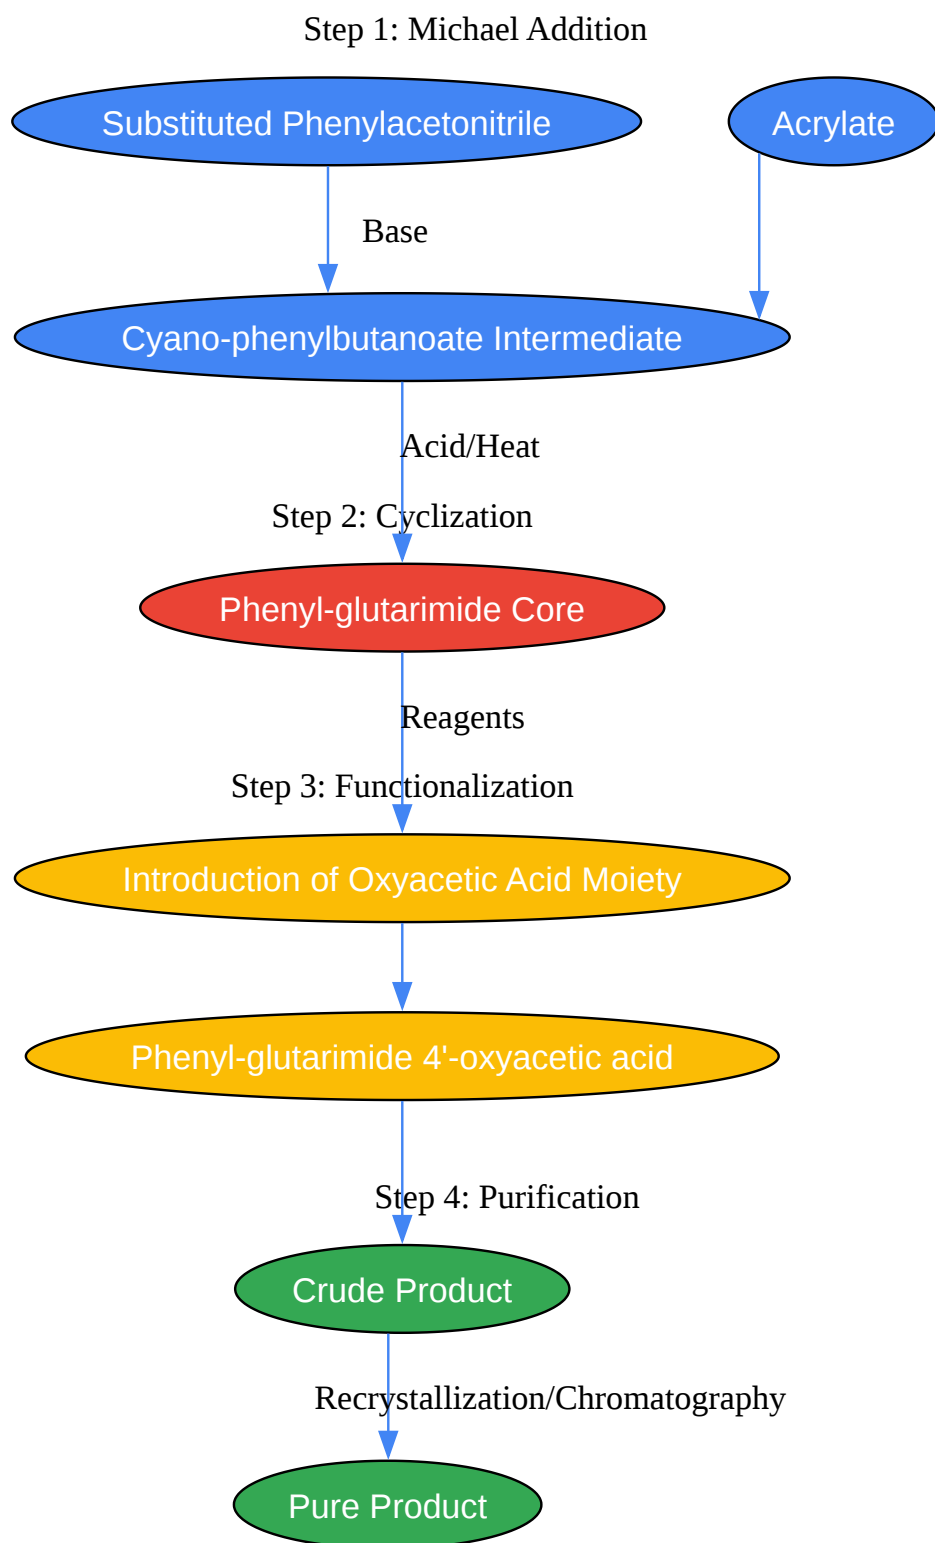 Step 1: Michael Addition
Substituted Phenylacetonitrile
Acrylate
Base
Cyano-phenylbutanoate Intermediate
Acid/Heat
Step 2: Cyclization
Phenyl-glutarimide Core
Reagents
Step 3: Functionalization
Introduction of Oxyacetic Acid Moiety
Phenyl-glutarimide 4'-oxyacetic acid
Step 4: Purification
Crude Product
Recrystallization/Chromatography
Pure Product